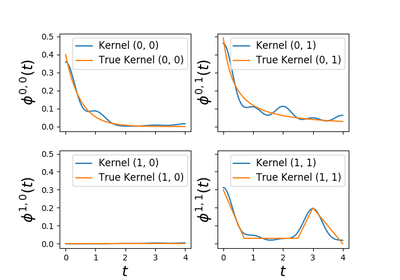 0.5
0.4
0.3
0.2
0.1
0.0
ϕ^{0,0}(t)
Kernel (0, 0)
True Kernel (0, 0)
ϕ^{0,1}(t)
Kernel (0, 1)
True Kernel (0, 1)
0 1 2 3 4
0 1 2 3 4
0.5
0.4
0.3
0.2
0.1
0.0
ϕ^{1,0}(t)
Kernel (1, 0)
True Kernel (1, 0)
ϕ^{1,1}(t)
Kernel (1, 1)
True Kernel (1, 1)
0 1 2 3 4
0 1 2 3 4
t
t